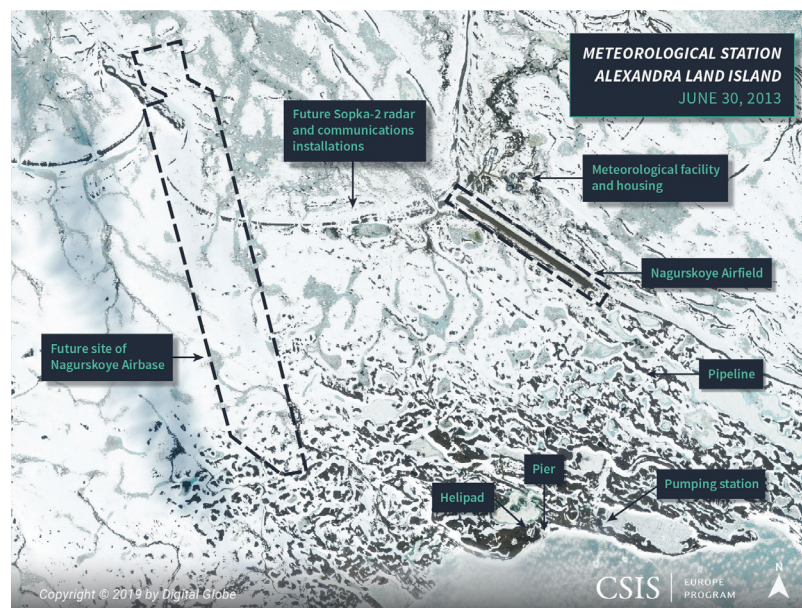 METEOROLOGICAL STATION
ALEXANDRA LAND ISLAND
JUNE 30, 2013
Future Sopka-2 radar
and communications
installations
Meteorological facility
and housing
Nagurskoye Airfield
Future site of
Nagurskoye Airbase
Pipeline
Pier
Helipad
Pumping station
Copyright © 2019 by Digital Globe
CSIS
EUROPE
PROGRAM
N